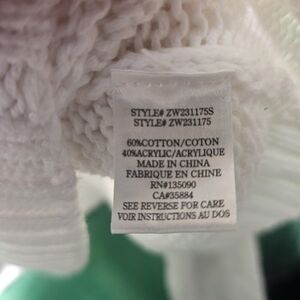 STYLE# ZW231175S
STYLE# ZW231175
60%COTTON/COTON
40%ACRYLIC/ACRYLIQUE
MADE IN CHINA
FABRIQUE EN CHINE
RN#135090
CA#35884
SEE REVERSE FOR CARE
VOIR INSTRUCTIONS AU DOS